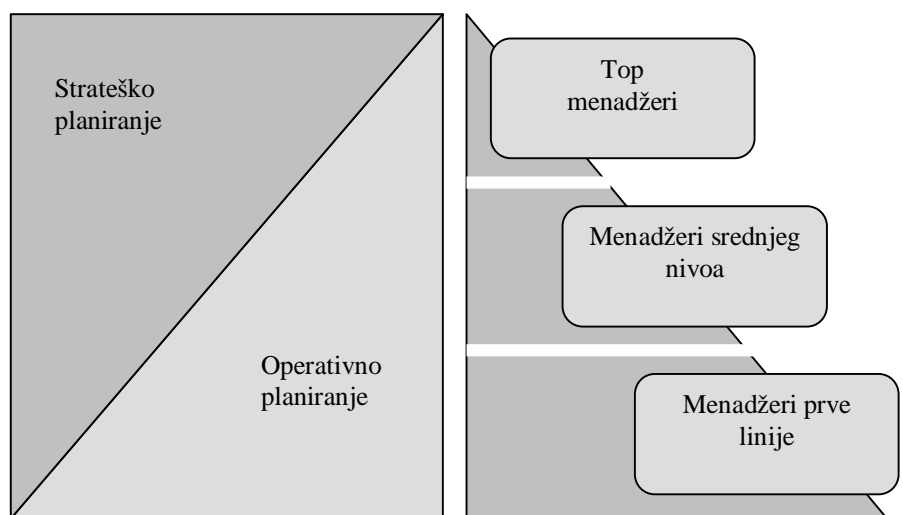 Strateško
planiranje
Operativno
planiranje
Top
menadžeri
Menadžeri srednjeg
nivoa
Menadžeri prve
linije